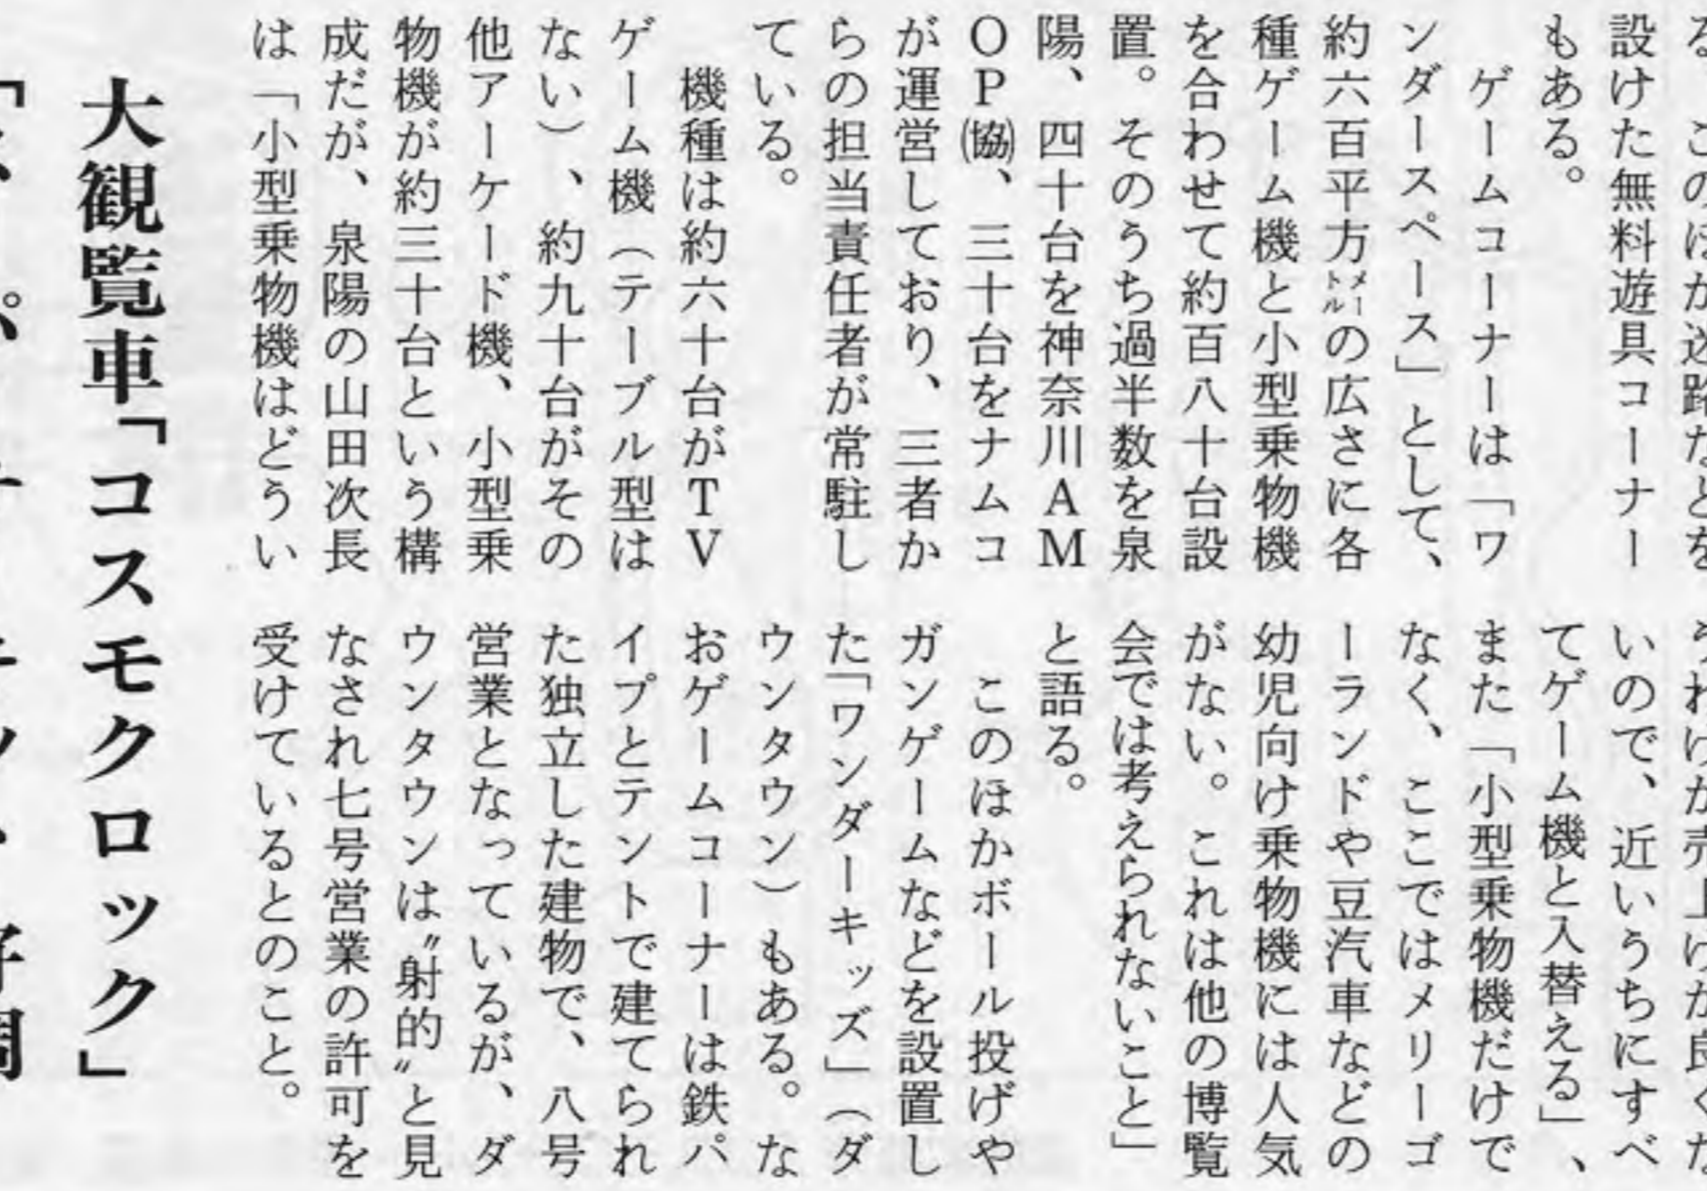 設けた無料遊具コーナー
もある。
　ゲームコーナーは「ワ
ンダースペース」として、
約六百平方メートルの広さに各
種ゲーム機と小型乗物機
を合わせて約百八十台設
置。そのうち過半数を泉
陽、四十台を神奈川AM
OP㈿、三十台をナムコ
が運営しており、三者か
らの担当責任者が常駐し
ている。
　機種は約六十台がTV
ゲーム機（テーブル型は
ない）、約九十台がその
他アーケード機、小型乗
物機が約三十台という構
成だが、泉陽の山田次長
は「小型乗物機はどうい
いので、近いうちにすべ
てゲーム機と入替える」、
また「小型乗物機だけで
なく、ここではメリーゴ
ーランドや豆汽車などの
幼児向け乗物機には人気
がない。これは他の博覧
会では考えられないこと」
と語る。
　このほかボール投げや
ガンゲームなどを設置し
た「ワンダーキッズ」（ダ
ウンタウン）もある。な
おゲームコーナーは鉄パ
イプとテントで建てられ
た独立した建物で、八号
営業となっているが、ダ
ウンタウンは〝射的〟と見
なされ七号営業の許可を
受けているとのこと。
大観覧車「コスモクロック」